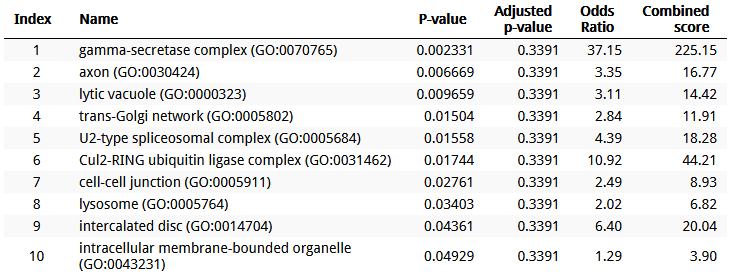 Index Name P-value Adjusted p-value Odds Ratio Combined score
1 gamma-secretase complex (GO:0070765) 0.002331 0.3391 37.15 225.15
2 axon (GO:0030424) 0.006669 0.3391 3.35 16.77
3 lytic vacuole (GO:0000323) 0.009659 0.3391 3.11 14.42
4 trans-Golgi network (GO:0005802) 0.01504 0.3391 2.84 11.91
5 U2-type spliceosomal complex (GO:0005684) 0.01558 0.3391 4.39 18.28
6 Cul2-RING ubiquitin ligase complex (GO:0031462) 0.01744 0.3391 10.92 44.21
7 cell-cell junction (GO:0005911) 0.02761 0.3391 2.49 8.93
8 lysosome (GO:0005764) 0.03403 0.3391 2.02 6.82
9 intercalated disc (GO:0014704) 0.04361 0.3391 6.40 20.04
10 intracellular membrane-bounded organelle (GO:0043231) 0.04929 0.3391 1.29 3.90